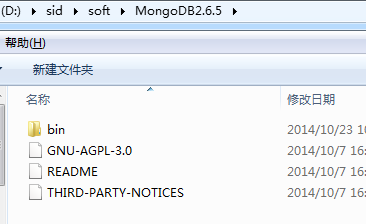 (D:) ▸ sid ▸ soft ▸ MongoDB2.6.5 ▸
帮助(H)
新建文件夹
名称 修改日期
bin 2014/10/23 10
GNU-AGPL-3.0 2014/10/7 16:
README 2014/10/7 16:
THIRD-PARTY-NOTICES 2014/10/7 16: